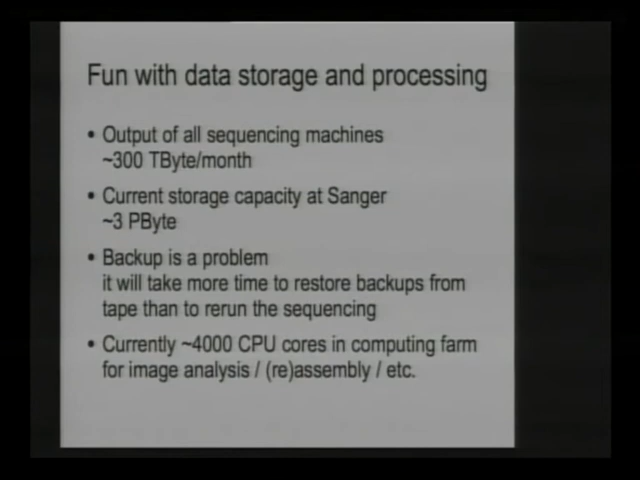 Fun with data storage and processing
• Output of all sequencing machines
~300 TByte/month
• Current storage capacity at Sanger
~3 PByte
• Backup is a problem
it will take more time to restore backups from
tape than to rerun the sequencing
• Currently ~4000 CPU cores in computing farm
for image analysis / (re)assembly / etc.